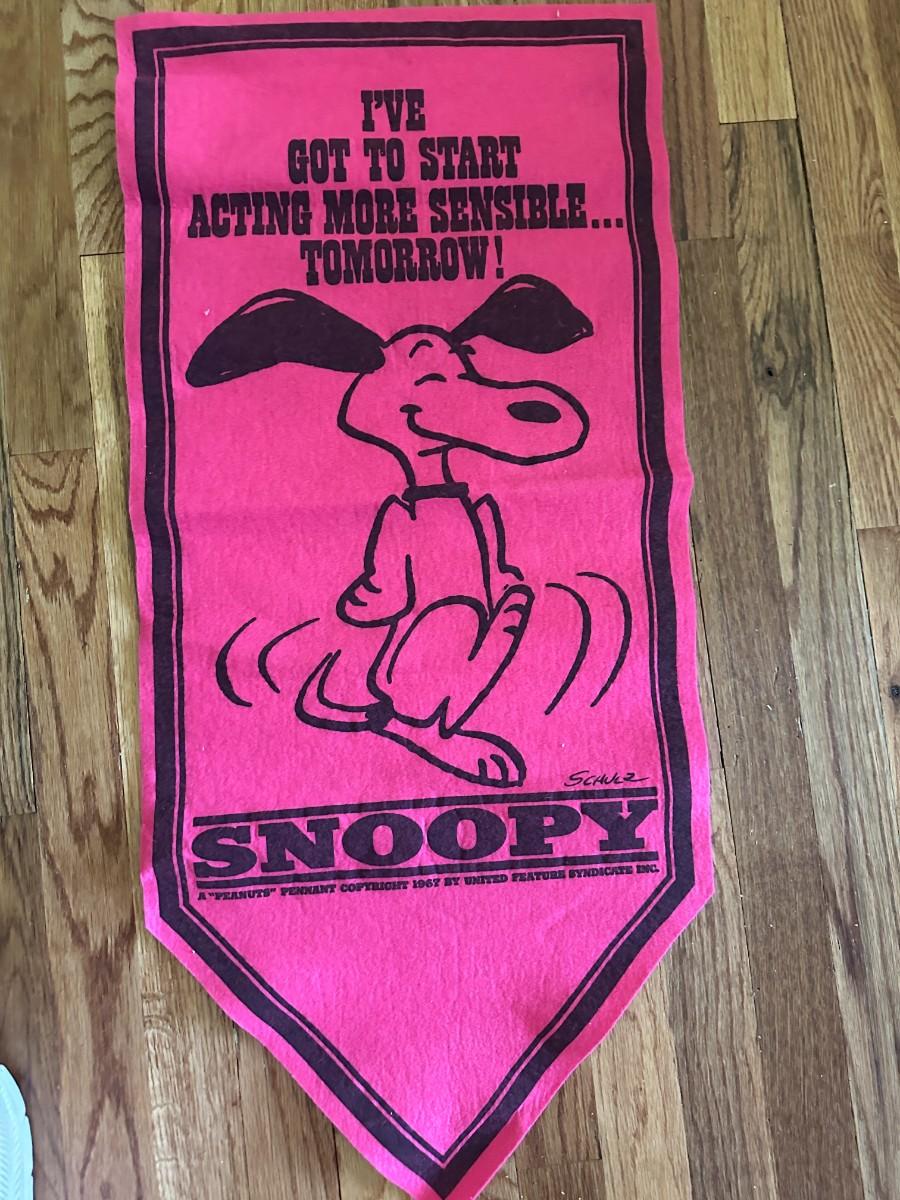 I'VE
GOT TO START
ACTING MORE SENSIBLE...
TOMORROW!
SCHULZ
SNOOPY
A "PEANUTS" PENNANT COPYRIGHT 1967 BY UNITED FEATURE SYNDICATE INC.